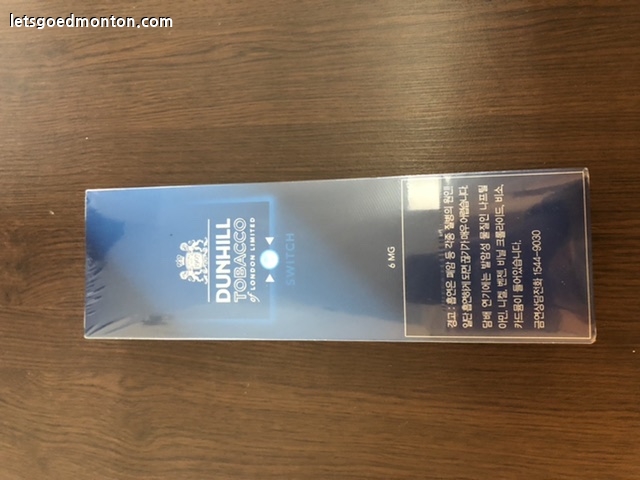 letsgoedmonton.com
DUNHILL
TOBACCO
of LONDON LIMITED
SWITCH
6 MG
경고 : 흡연은 폐암 등 각종 질병의 원인!
일단 흡연하게 되면 끊기가 매우 어렵습니다.
담배 연기에는 발암성 물질인 나프틸
아민, 니켈, 벤젠, 비닐 크롤라이드, 비소,
카드뮴이 들어있습니다.
금연상담전화 1544-9030